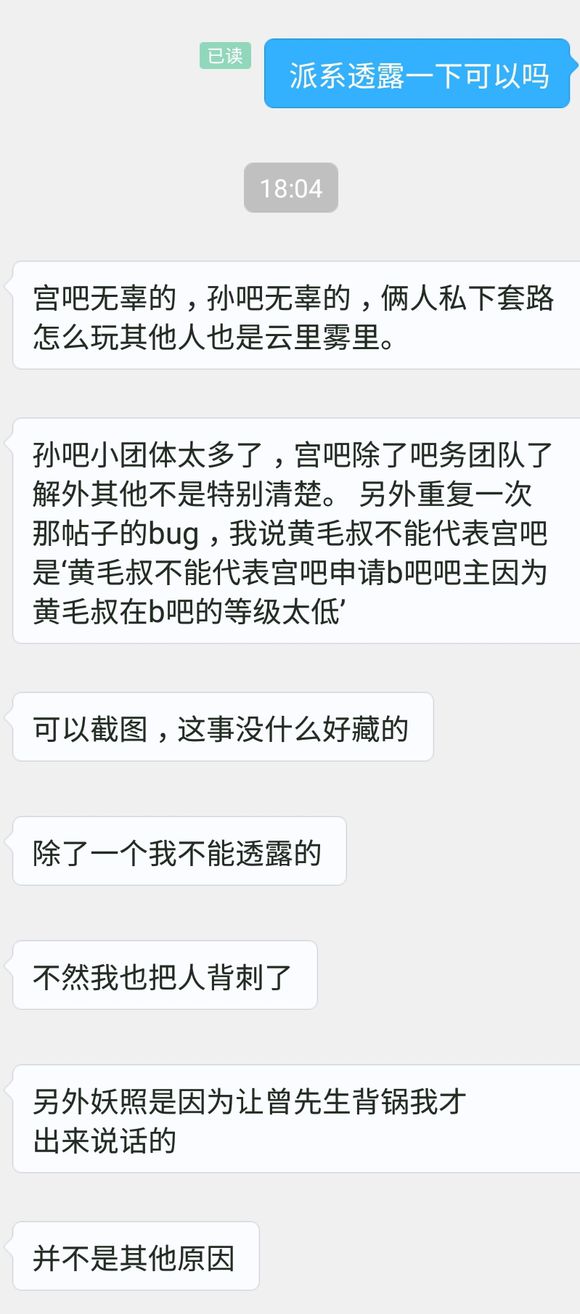 已读
派系透露一下可以吗
18:04
宫吧无辜的，孙吧无辜的，俩人私下套路
怎么玩其他人也是云里雾里。
孙吧小团体太多了，宫吧除了吧务团队了
解外其他不是特别清楚。 另外重复一次
那帖子的bug，我说黄毛叔不能代表宫吧
是‘黄毛叔不能代表宫吧申请b吧吧主因为
黄毛叔在b吧的等级太低’
可以截图，这事没什么好藏的
除了一个我不能透露的
不然我也把人背刺了
另外妖照是因为让曾先生背锅我才
出来说话的
并不是其他原因